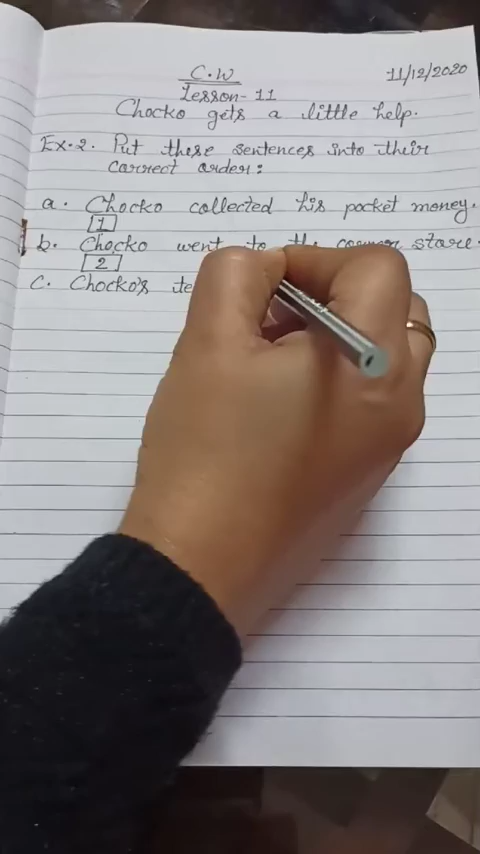 C.W
11/12/2020
Lesson-11
Chocko gets a little help.
Ex.2. Put these sentences into their
correct order:
a. Chocko collected his pocket money.
1
b. Chocko went to the corner store.
2
c. Chocko's